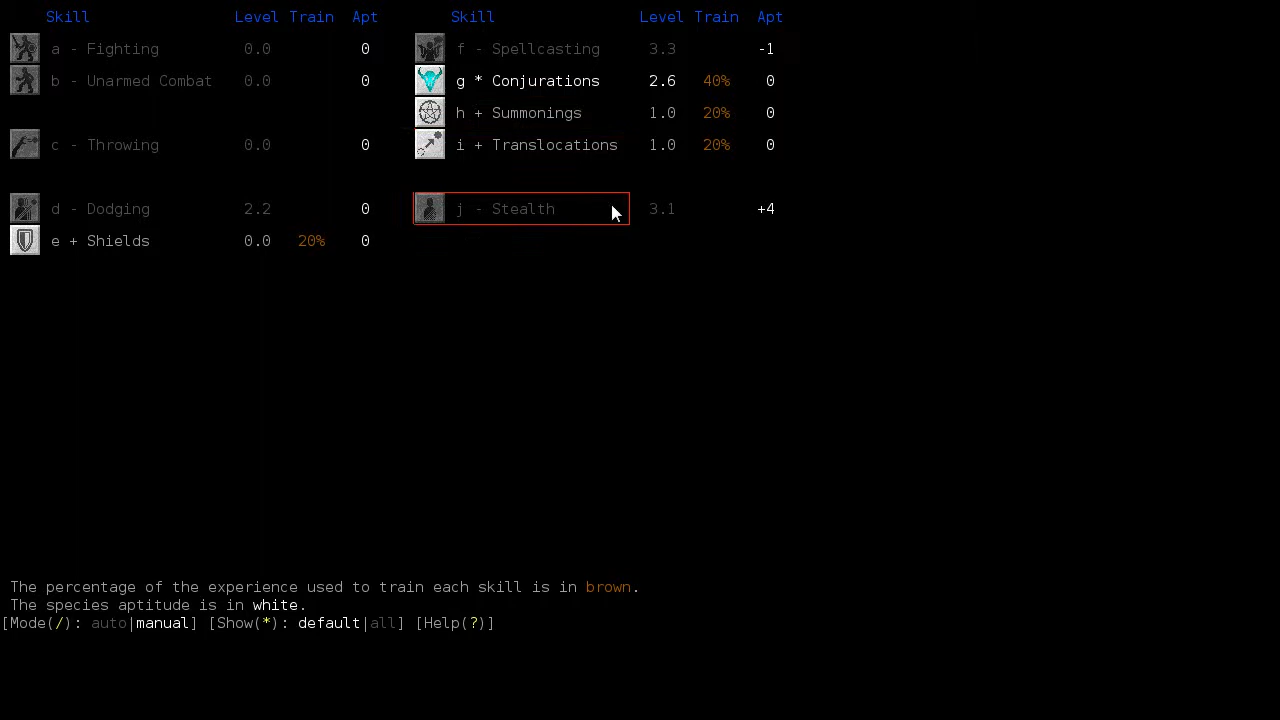 Skill Level Train Apt Skill Level Train Apt
a - Fighting 0.0 0 f - Spellcasting 3.3 -1
b - Unarmed Combat 0.0 0 g * Conjurations 2.6 40% 0
h + Summonings 1.0 20% 0
c - Throwing 0.0 0 i + Translocations 1.0 20% 0
d - Dodging 2.2 0 j - Stealth 3.1 +4
e + Shields 0.0 20% 0
The percentage of the experience used to train each skill is in brown.
The species aptitude is in white.
[Mode(/): auto|manual] [Show(*): default|all] [Help(?)]